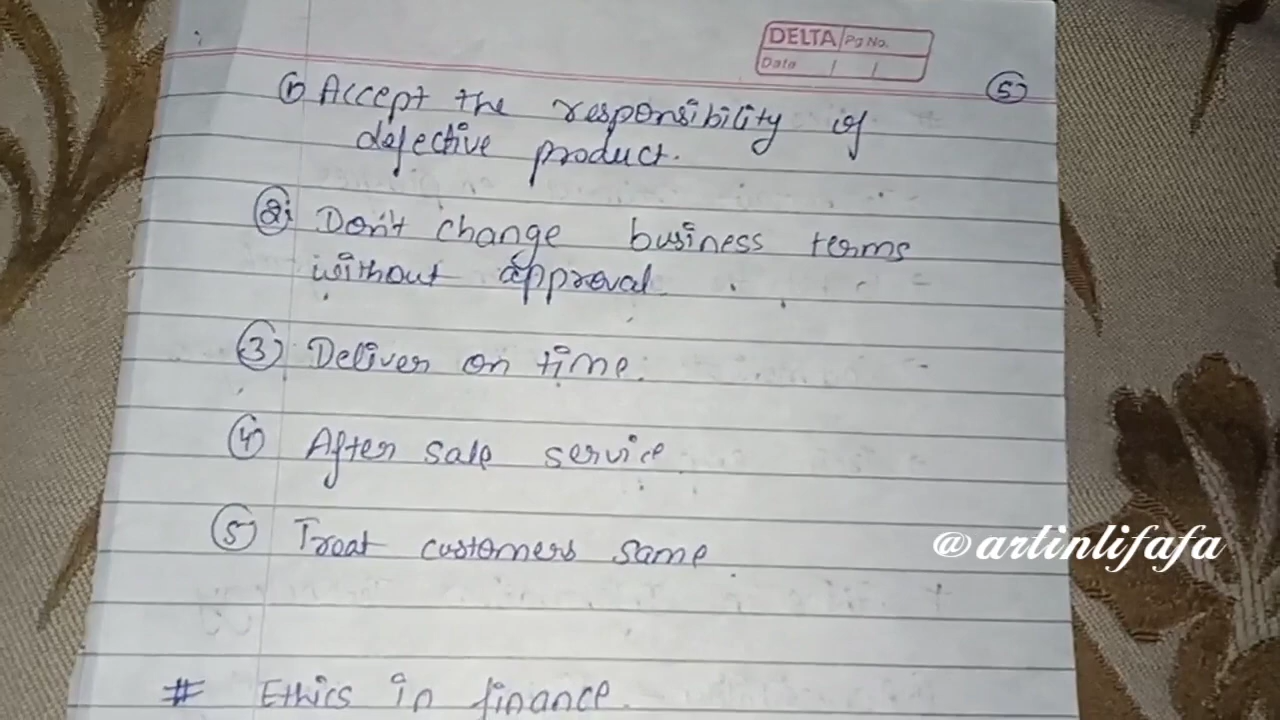 DELTA Pg No.
Date / /
5
① Accept the responsibility of
defective product.
② Don't change business terms
without approval
③ Deliver on time.
④ After sale service
⑤ Treat customers same.
@artinlifafa
# Ethics in finance.